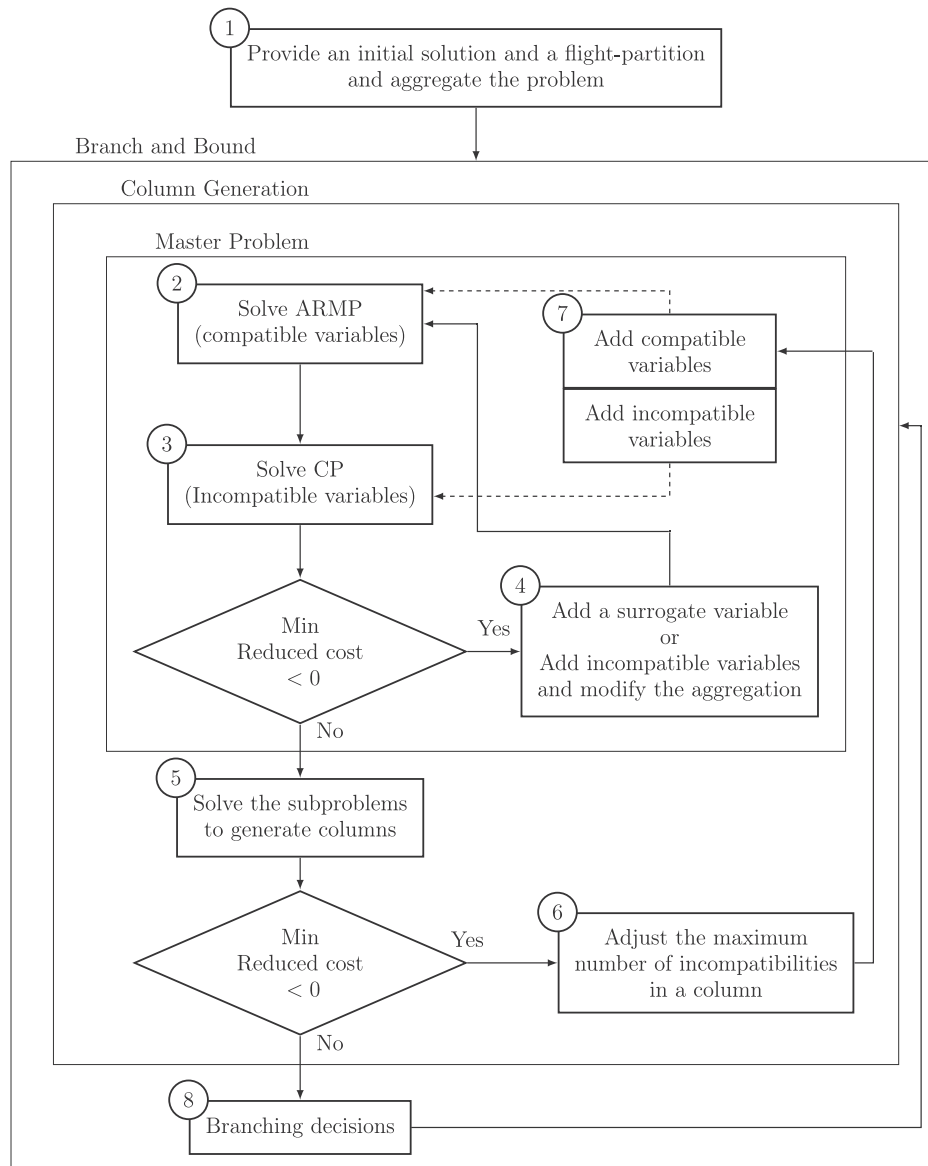 1
Provide an initial solution and a flight-partition
and aggregate the problem
Branch and Bound
Column Generation
Master Problem
2
Solve ARMP
(compatible variables)
7
Add compatible
variables
Add incompatible
variables
3
Solve CP
(Incompatible variables)
Min
Reduced cost
< 0
Yes
4
Add a surrogate variable
or
Add incompatible variables
and modify the aggregation
No
5
Solve the subproblems
to generate columns
Min
Reduced cost
< 0
Yes
6
Adjust the maximum
number of incompatibilities
in a column
No
8
Branching decisions